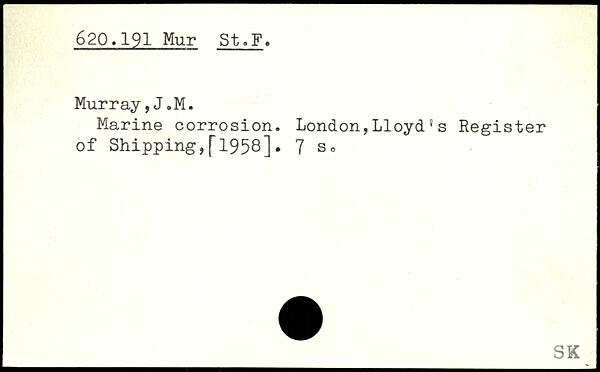 620.191 Mur St.F.
Murray,J.M.
Marine corrosion. London,Lloyd's Register
of Shipping,[1958]. 7 s.
SK